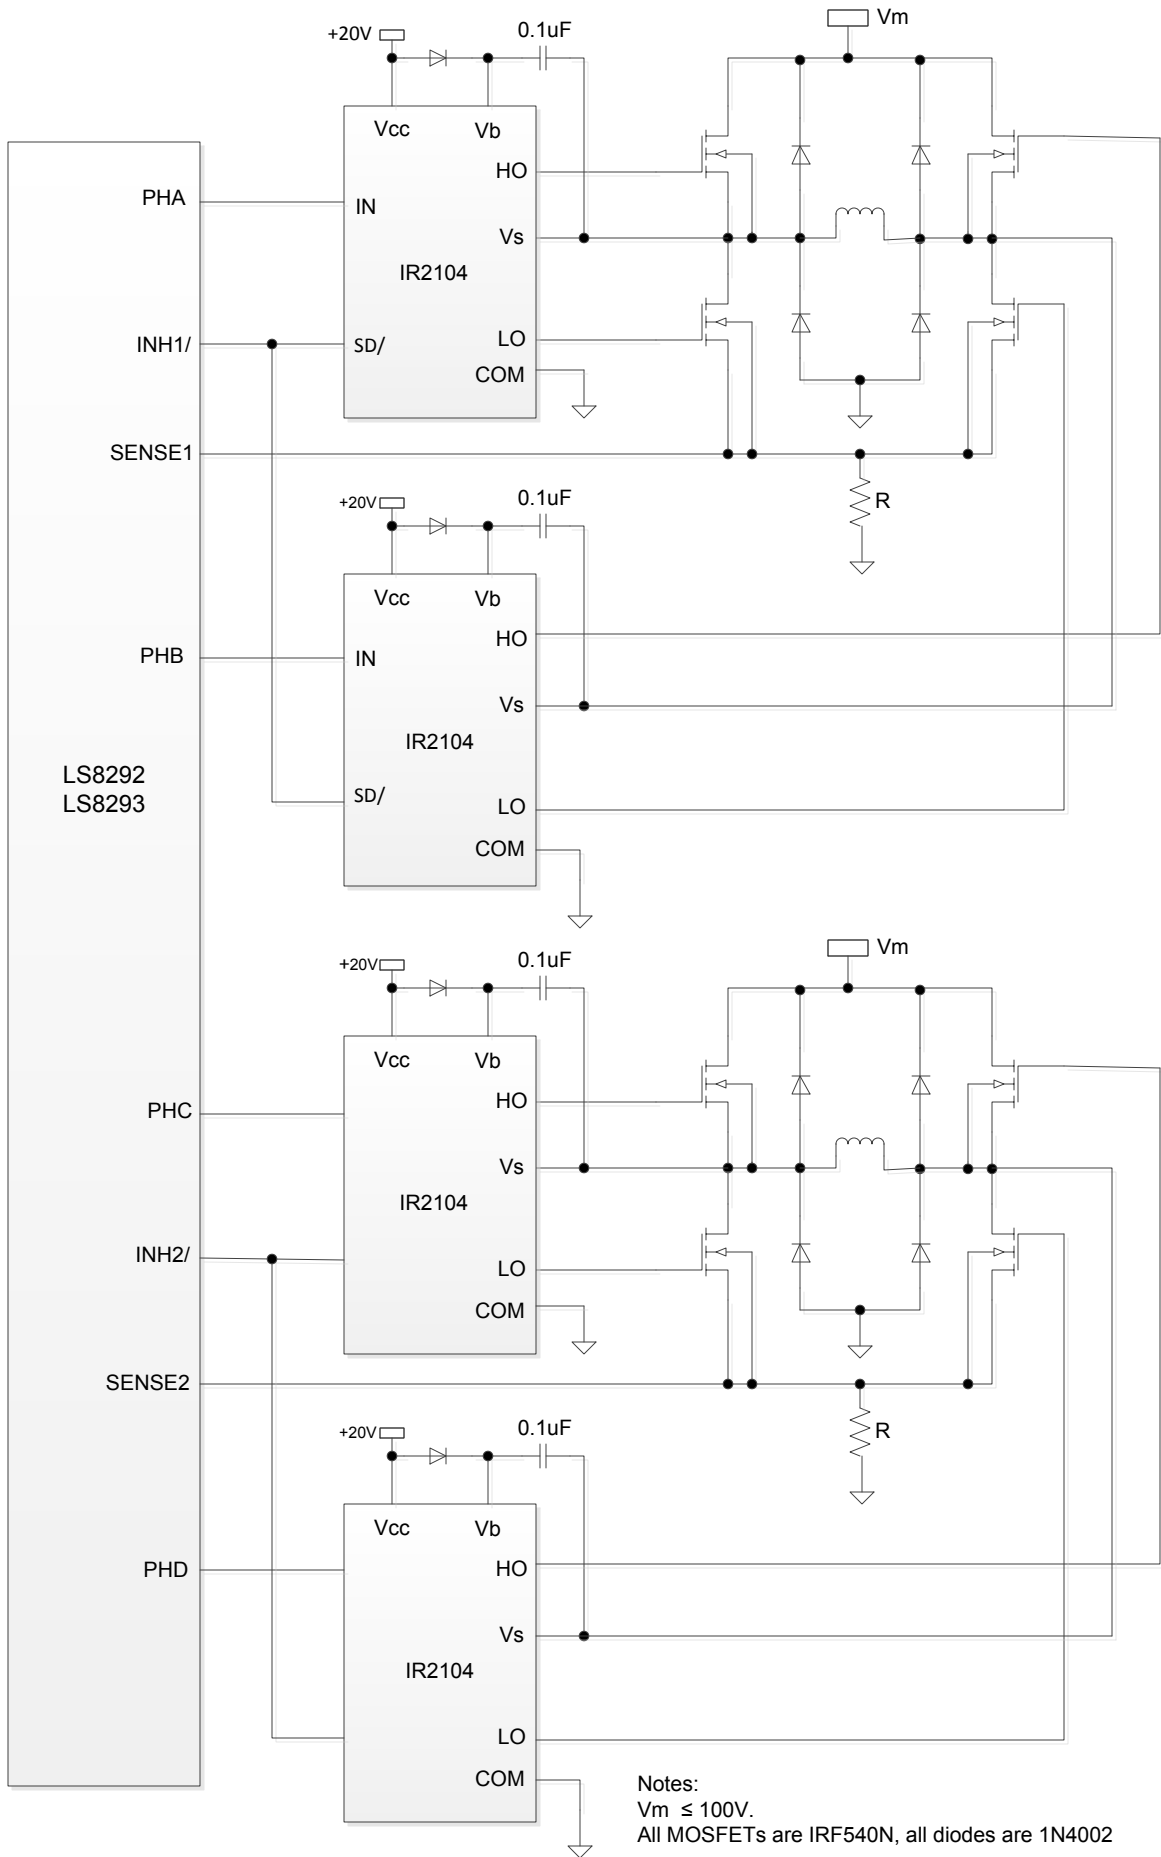 +20V
0.1uF
Vm
Vcc
Vb
HO
PHA
IN
Vs
IR2104
INH1/
SD/
LO
COM
SENSE1
+20V
0.1uF
R
Vcc
Vb
HO
PHB
IN
Vs
IR2104
LS8292
LS8293
SD/
LO
COM
+20V
0.1uF
Vm
Vcc
Vb
HO
PHC
Vs
IR2104
INH2/
LO
COM
SENSE2
+20V
0.1uF
R
Vcc
Vb
HO
PHD
Vs
IR2104
LO
COM
Notes:
Vm ≤ 100V.
All MOSFETs are IRF540N, all diodes are 1N4002